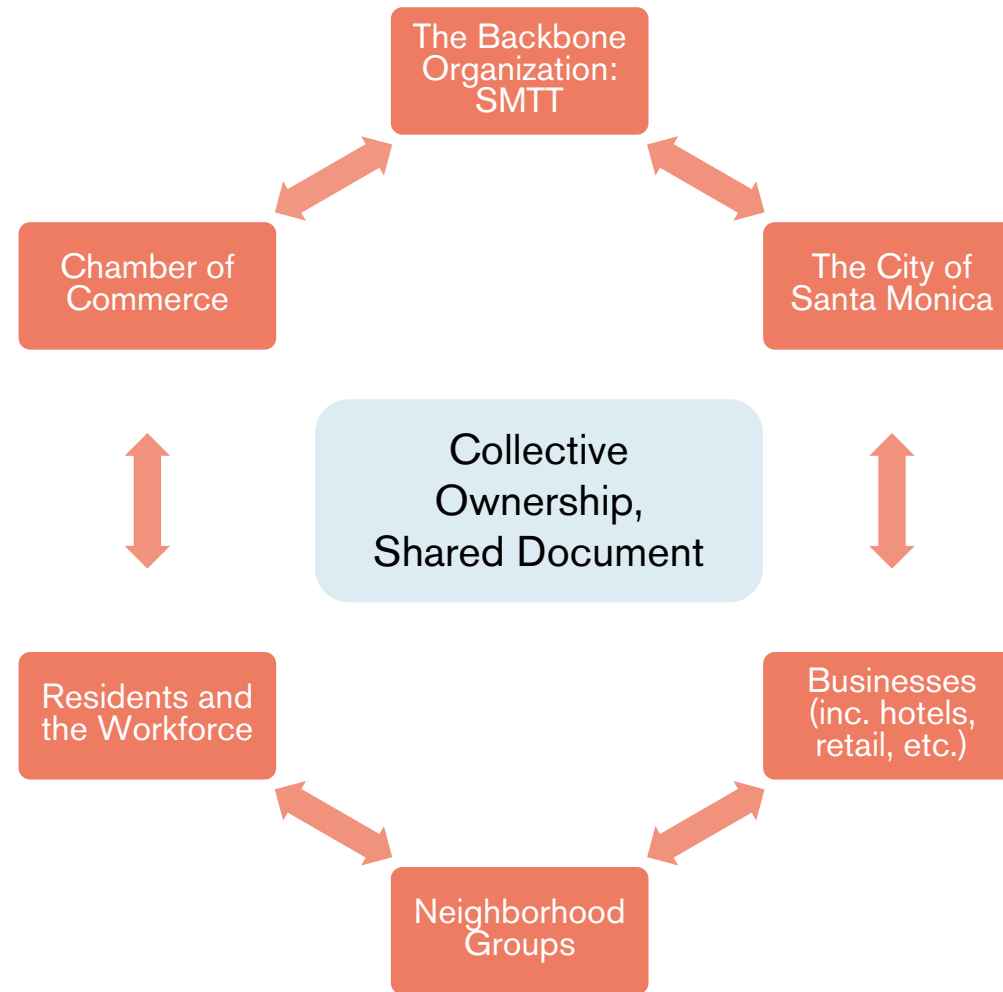 The Backbone
Organization:
SMTT
Chamber of
Commerce
The City of
Santa Monica
Collective
Ownership,
Shared Document
Residents and
the Workforce
Businesses
(inc. hotels,
retail, etc.)
Neighborhood
Groups